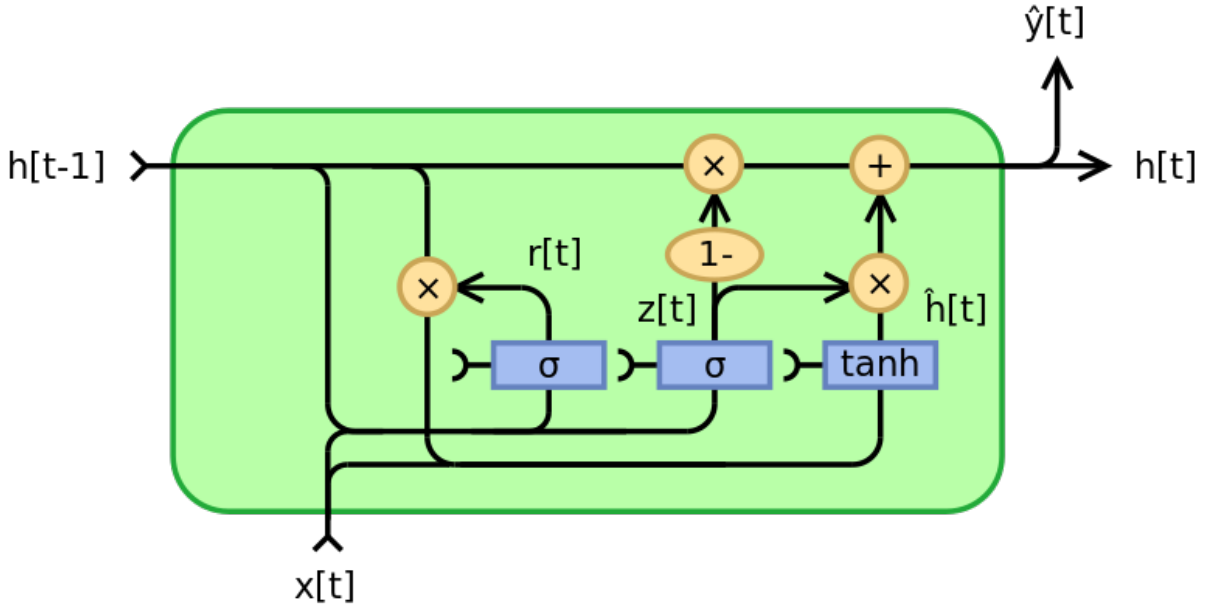 ŷ[t]
h[t-1]
×
+
h[t]
r[t]
1-
×
z[t]
×
ĥ[t]
σ
σ
tanh
x[t]